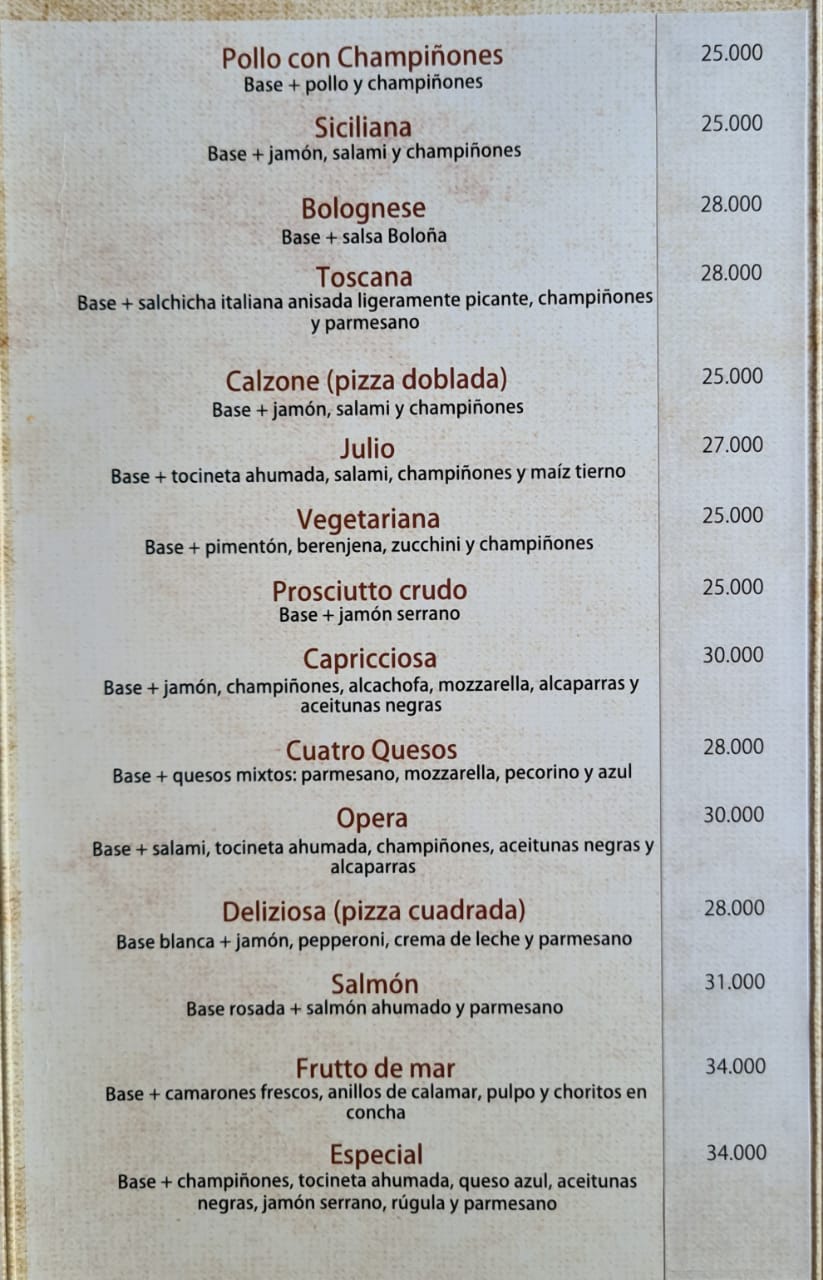 Pollo con Champiñones 25.000
Base + pollo y champiñones
Siciliana 25.000
Base + jamón, salami y champiñones
Bolognese 28.000
Base + salsa Boloña
Toscana 28.000
Base + salchicha italiana anisada ligeramente picante, champiñones
y parmesano
Calzone (pizza doblada) 25.000
Base + jamón, salami y champiñones
Julio 27.000
Base + tocineta ahumada, salami, champiñones y maíz tierno
Vegetariana 25.000
Base + pimentón, berenjena, zucchini y champiñones
Prosciutto crudo 25.000
Base + jamón serrano
Capricciosa 30.000
Base + jamón, champiñones, alcachofa, mozzarella, alcaparras y
aceitunas negras
Cuatro Quesos 28.000
Base + quesos mixtos: parmesano, mozzarella, pecorino y azul
Opera 30.000
Base + salami, tocineta ahumada, champiñones, aceitunas negras y
alcaparras
Deliziosa (pizza cuadrada) 28.000
Base blanca + jamón, pepperoni, crema de leche y parmesano
Salmón 31.000
Base rosada + salmón ahumado y parmesano
Frutto de mar 34.000
Base + camarones frescos, anillos de calamar, pulpo y choritos en
concha
Especial 34.000
Base + champiñones, tocineta ahumada, queso azul, aceitunas
negras, jamón serrano, rúgula y parmesano